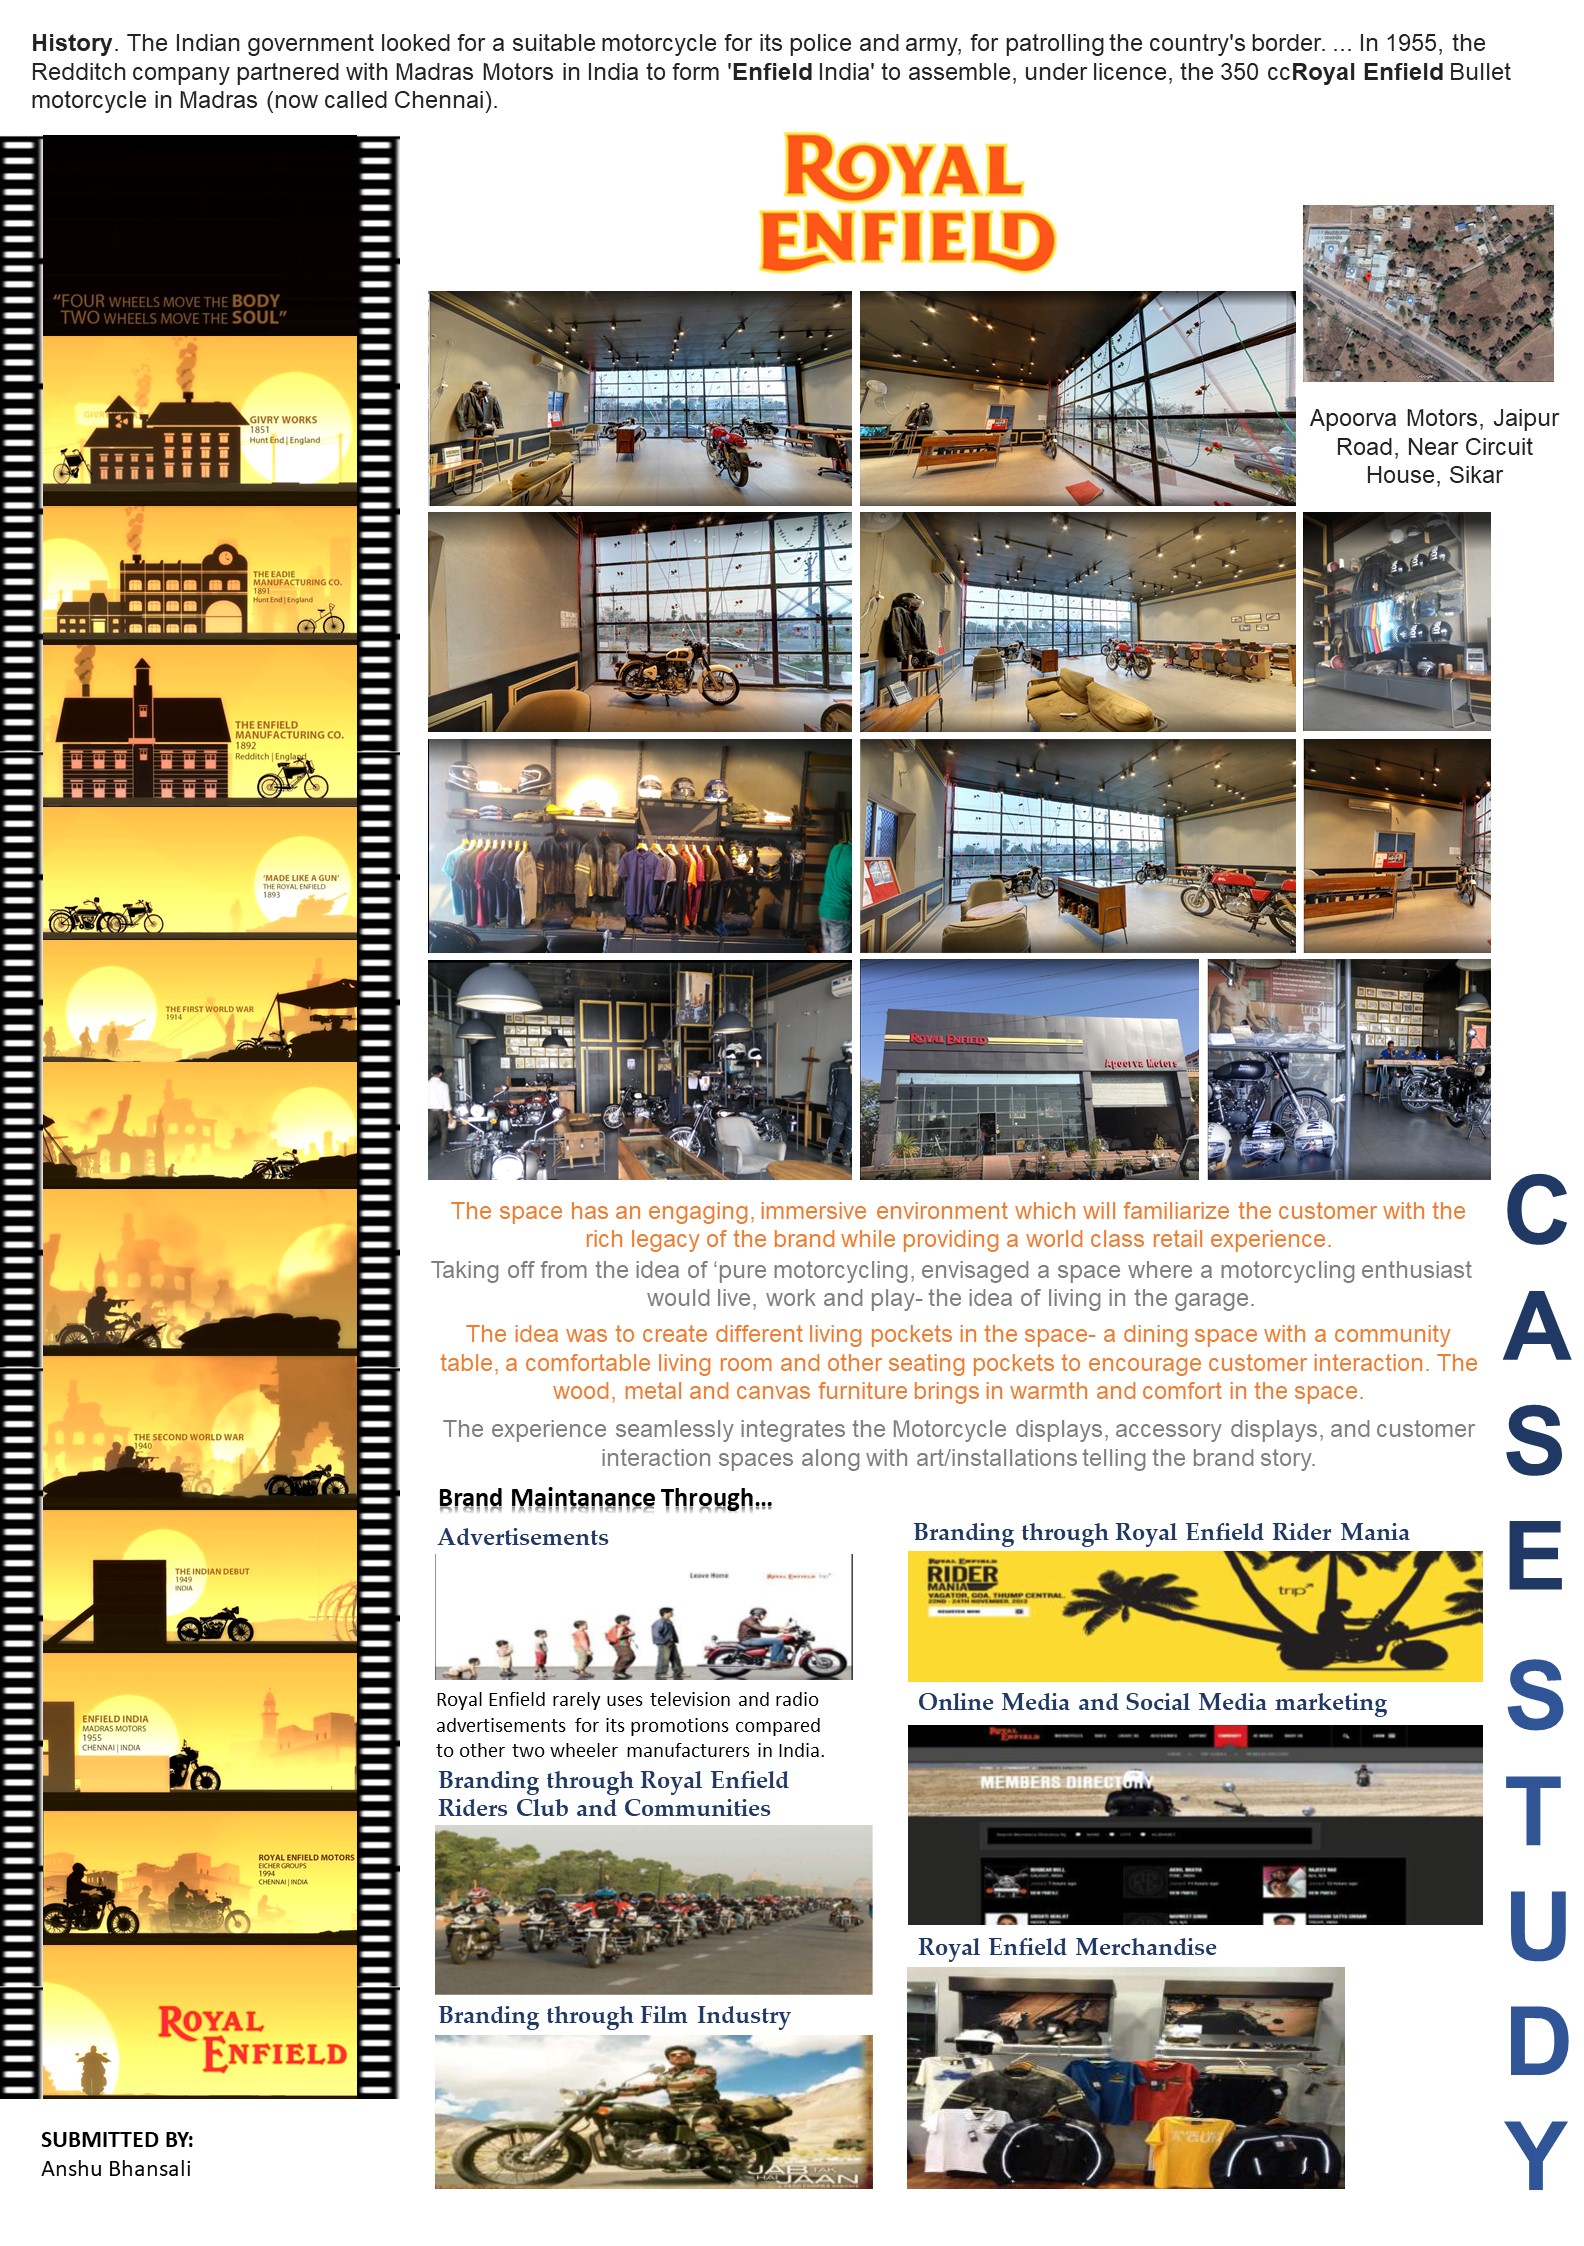 History. The Indian government looked for a suitable motorcycle for its police and army, for patrolling the country's border. ... In 1955, the
Redditch company partnered with Madras Motors in India to form 'Enfield India' to assemble, under licence, the 350 ccRoyal Enfield Bullet
motorcycle in Madras (now called Chennai).
"FOUR WHEELS MOVE THE BODY
TWO WHEELS MOVE THE SOUL"
GIVRY WORKS
1851
Hunt End | England
THE EADIE
MANUFACTURING CO.
1891
Hunt End | England
THE ENFIELD
MANUFACTURING CO.
1892
Redditch | England
'MADE LIKE A GUN'
THE ROYAL ENFIELD
1893
THE FIRST WORLD WAR
1914
THE SECOND WORLD WAR
1940
THE INDIAN DEBUT
1949
INDIA
ENFIELD INDIA
MADRAS MOTORS
1955
CHENNAI | INDIA
ROYAL ENFIELD MOTORS
EICHER GROUPS
1994
CHENNAI | INDIA
ROYAL
ENFIELD
SUBMITTED BY:
Anshu Bhansali
ROYAL
ENFIELD
Apoorva Motors, Jaipur
Road, Near Circuit
House, Sikar
ROYAL ENFIELD
Apoorva Motors
The space has an engaging, immersive environment which will familiarize the customer with the
rich legacy of the brand while providing a world class retail experience.
Taking off from the idea of ‘pure motorcycling, envisaged a space where a motorcycling enthusiast
would live, work and play- the idea of living in the garage.
The idea was to create different living pockets in the space- a dining space with a community
table, a comfortable living room and other seating pockets to encourage customer interaction. The
wood, metal and canvas furniture brings in warmth and comfort in the space.
The experience seamlessly integrates the Motorcycle displays, accessory displays, and customer
interaction spaces along with art/installations telling the brand story.
Brand Maintanance Through...
Advertisements
Leave Home
ROYAL ENFIELD
Royal Enfield rarely uses television and radio
advertisements for its promotions compared
to other two wheeler manufacturers in India.
Branding through Royal Enfield
Riders Club and Communities
Branding through Film Industry
JAB TAK
HAI JAAN
Branding through Royal Enfield Rider Mania
ROYAL ENFIELD
RIDER
MANIA
VAGATOR, GOA. THUMP CENTRAL.
22ND - 24TH NOVEMBER, 2013
REGISTER NOW
trip
Online Media and Social Media marketing
ROYAL
ENFIELD
MEMBERS DIRECTORY
Royal Enfield Merchandise
CASE STUDY